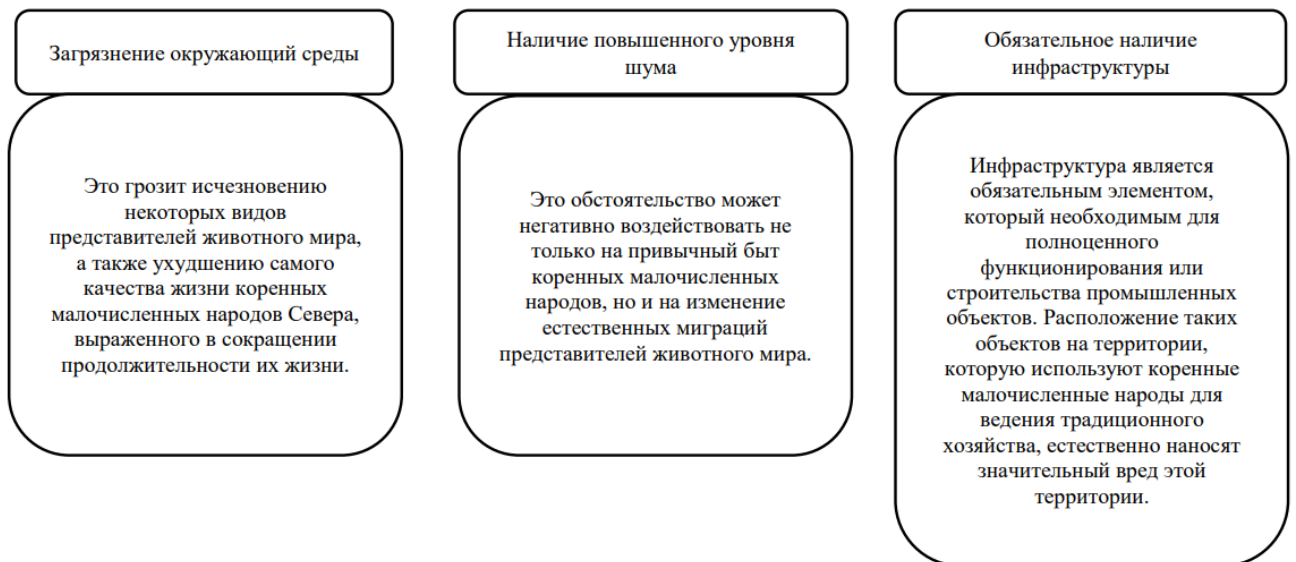 Загрязнение окружающий среды
Это грозит исчезновению
некоторых видов
представителей животного мира,
а также ухудшению самого
качества жизни коренных
малочисленных народов Севера,
выраженного в сокращении
продолжительности их жизни.
Наличие повышенного уровня
шума
Это обстоятельство может
негативно воздействовать не
только на привычный быт
коренных малочисленных
народов, но и на изменение
естественных миграций
представителей животного мира.
Обязательное наличие
инфраструктуры
Инфраструктура является
обязательным элементом,
который необходимым для
полноценного
функционирования или
строительства промышленных
объектов. Расположение таких
объектов на территории,
которую используют коренные
малочисленные народы для
ведения традиционного
хозяйства, естественно наносят
значительный вред этой
территории.